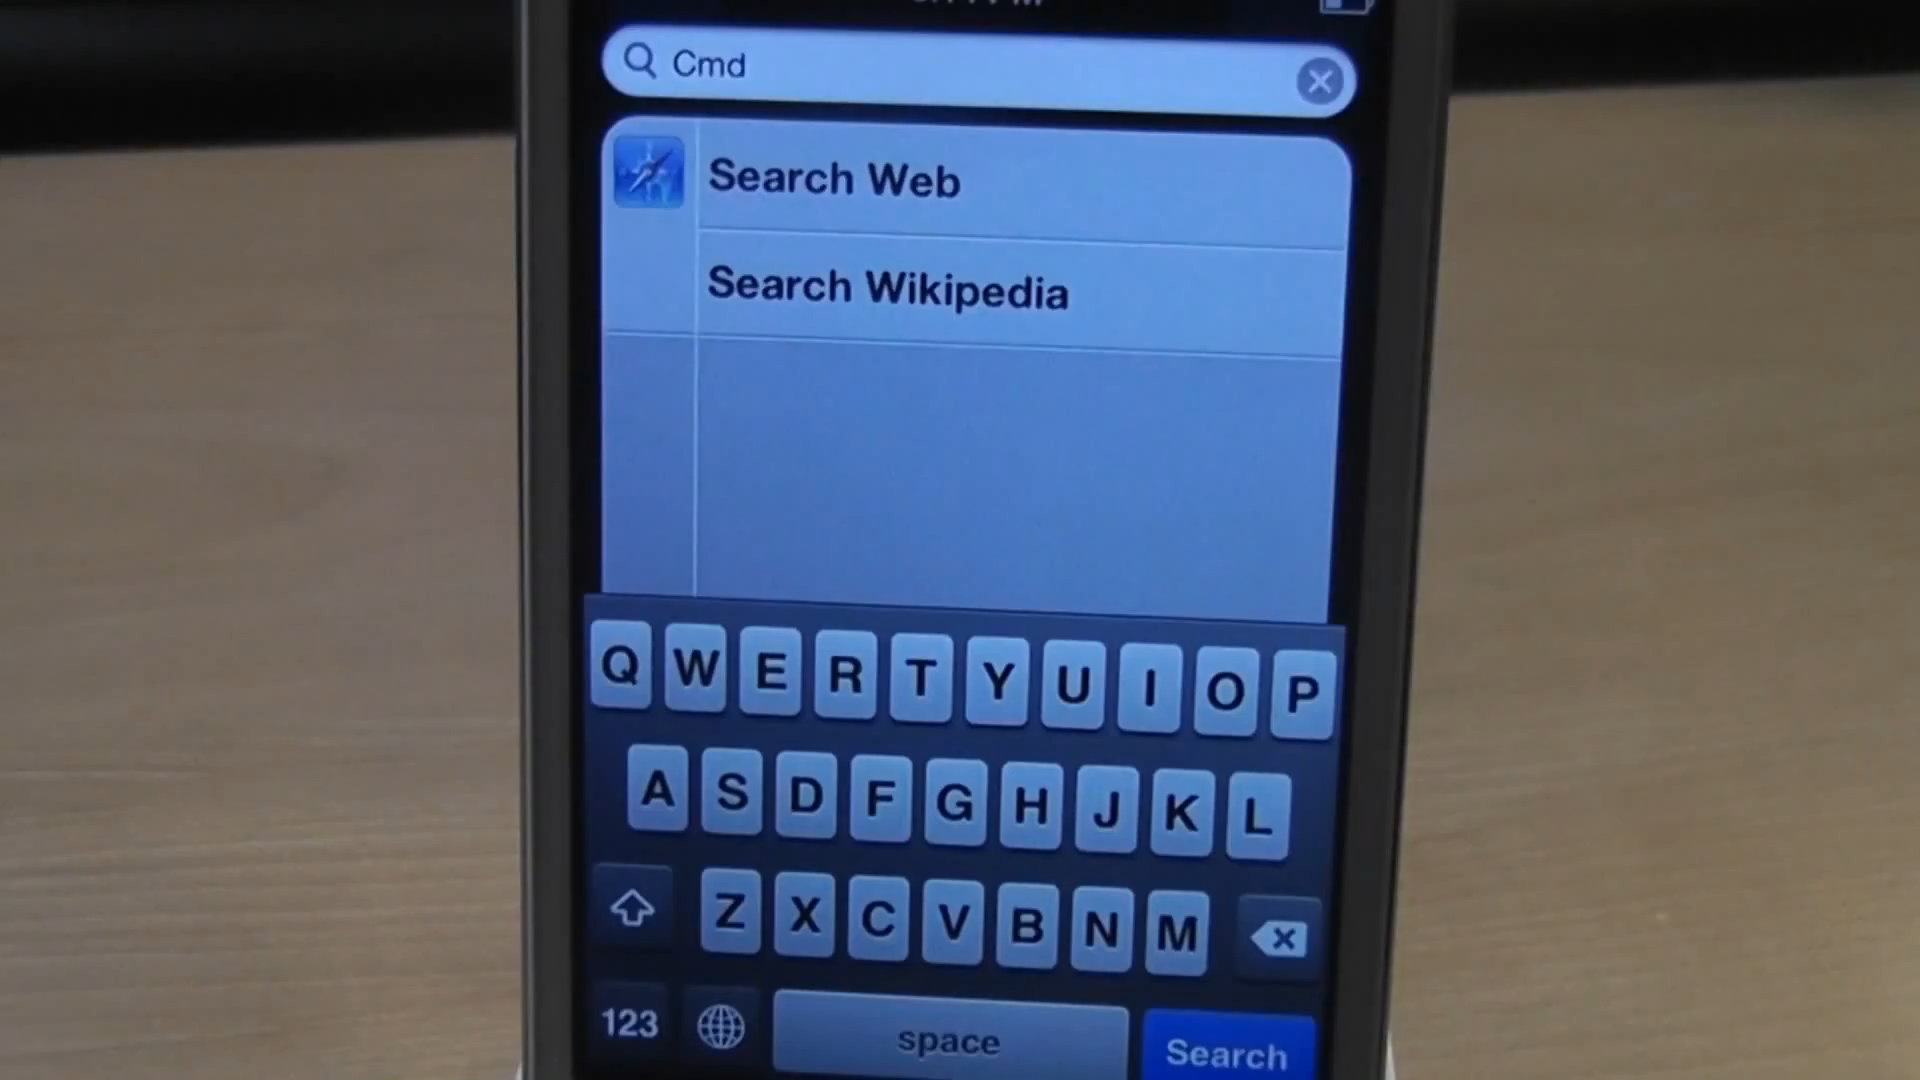 Cmd
Search Web
Search Wikipedia
Q W E R T Y U I O P
A S D F G H J K L
Z X C V B N M
123 space Search